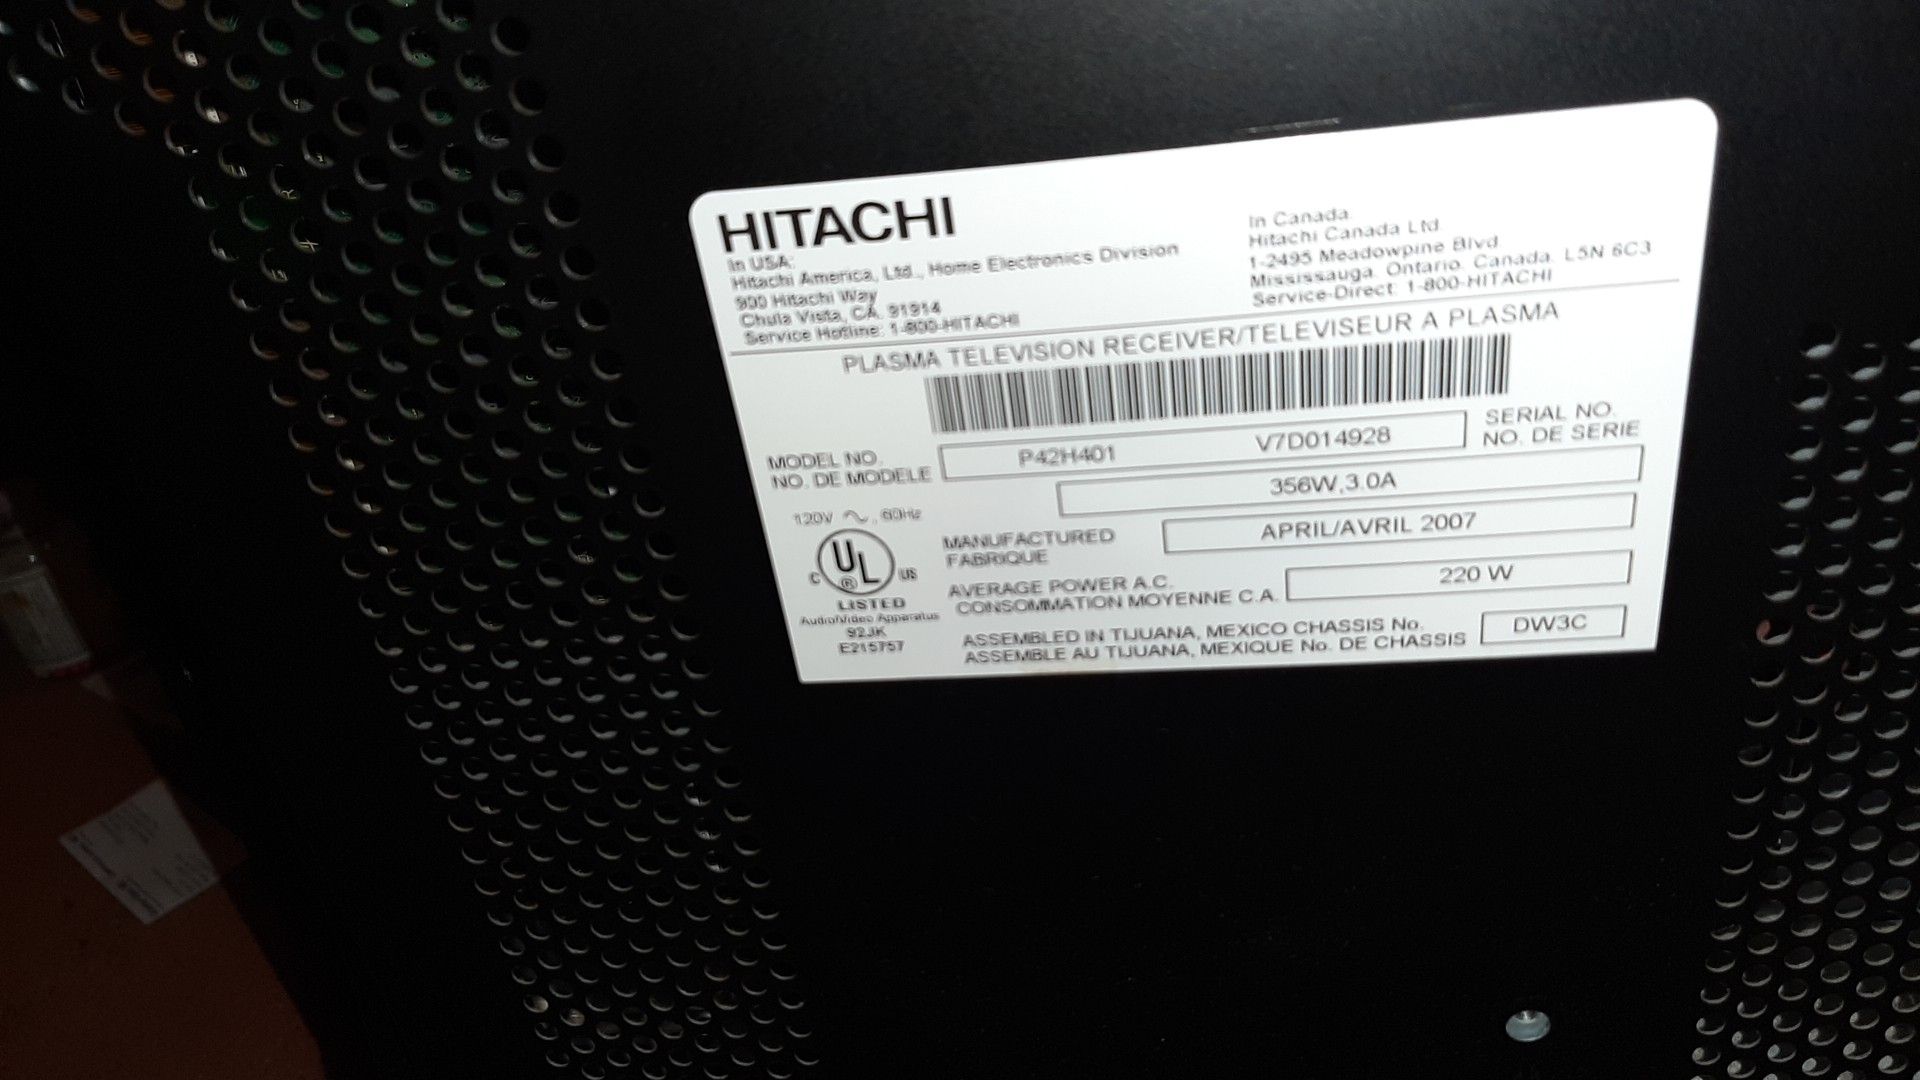 HITACHI
In USA:
Hitachi America, Ltd., Home Electronics Division
900 Hitachi Way
Chula Vista, CA. 91914
Service Hotline: 1-800-HITACHI
In Canada
Hitachi Canada Ltd.
1-2495 Meadowpine Blvd
Mississauga. Ontario. Canada. L5N 6C3
Service-Direct: 1-800-HITACHI
PLASMA TELEVISION RECEIVER/TELEVISEUR A PLASMA
MODEL NO.
NO. DE MODELE
P42H401 V7D014928
SERIAL NO.
NO. DE SERIE
356W,3.0A
120V ~, 60Hz
MANUFACTURED
FABRIQUE
APRIL/AVRIL 2007
C UL ® US
LISTED
Audio/Video Apparatus
92JK
E215757
AVERAGE POWER A.C.
CONSOMMATION MOYENNE C.A.
220 W
ASSEMBLED IN TIJUANA, MEXICO CHASSIS No.
ASSEMBLE AU TIJUANA, MEXIQUE No. DE CHASSIS
DW3C